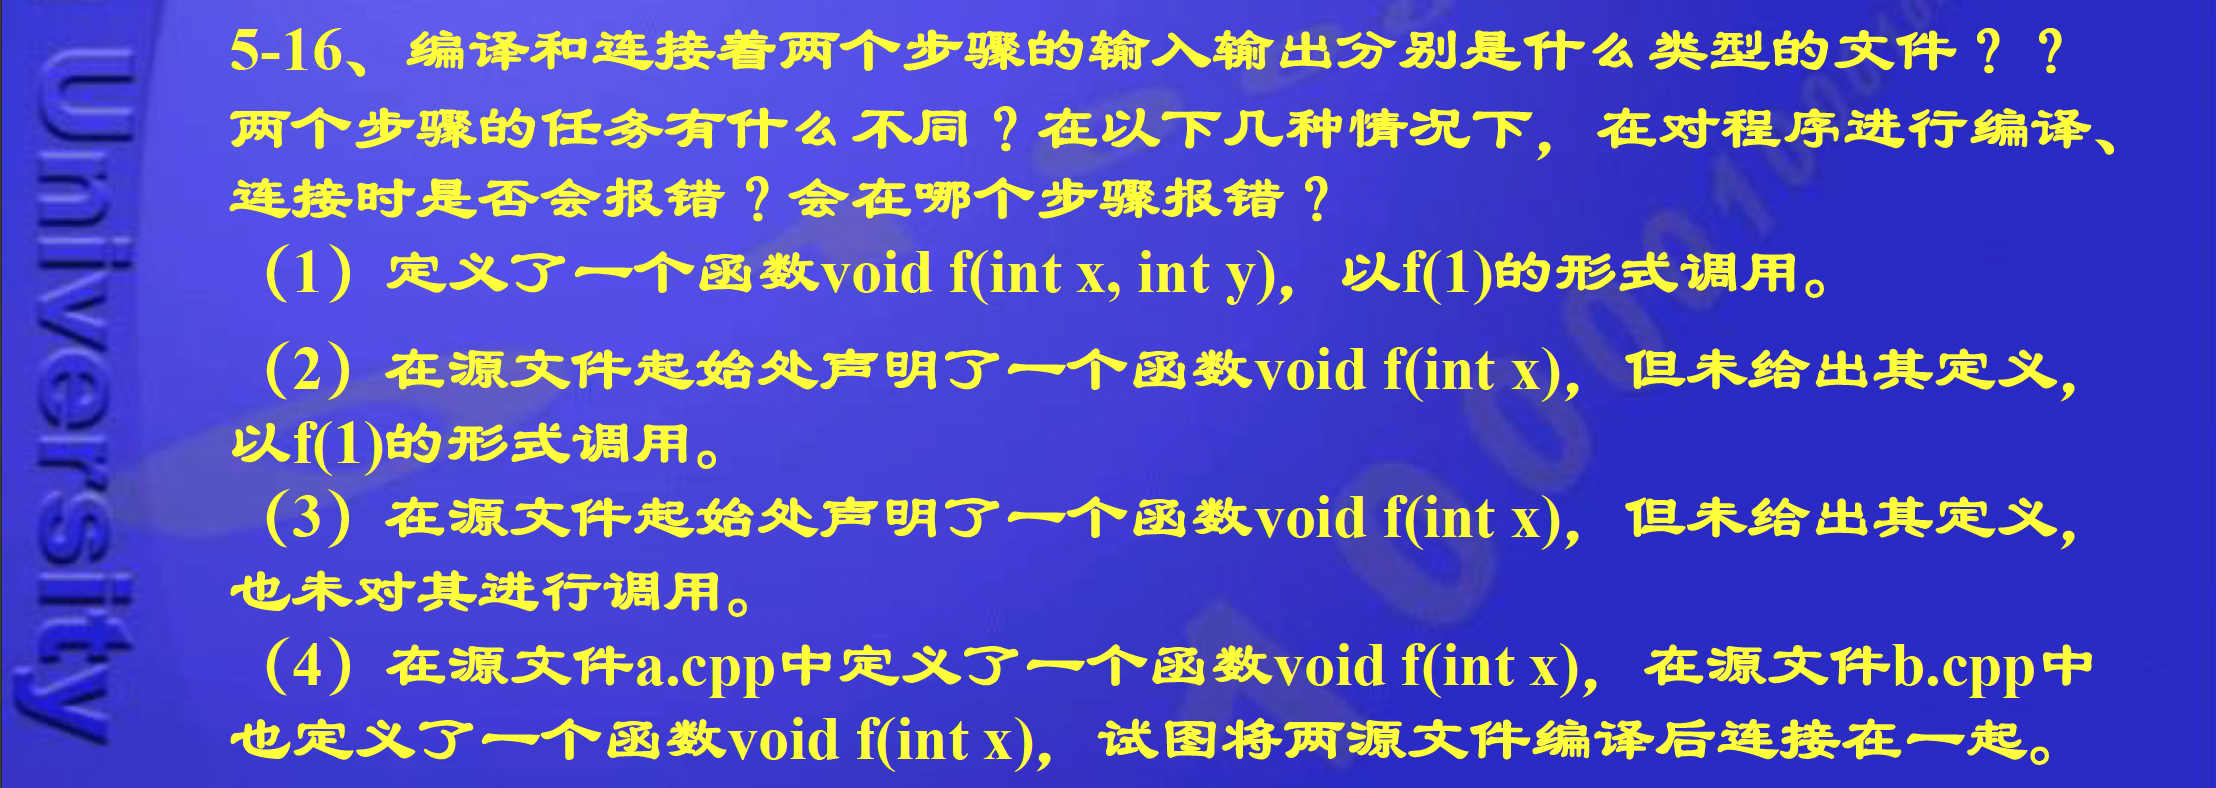 University
5-16、编译和连接着两个步骤的输入输出分别是什么类型的文件？？
两个步骤的任务有什么不同？在以下几种情况下，在对程序进行编译、
连接时是否会报错？会在哪个步骤报错？
（1）定义了一个函数void f(int x, int y)，以f(1)的形式调用。
（2）在源文件起始处声明了一个函数void f(int x)，但未给出其定义，
以f(1)的形式调用。
（3）在源文件起始处声明了一个函数void f(int x)，但未给出其定义，
也未对其进行调用。
（4）在源文件a.cpp中定义了一个函数void f(int x)，在源文件b.cpp中
也定义了一个函数void f(int x)，试图将两源文件编译后连接在一起。